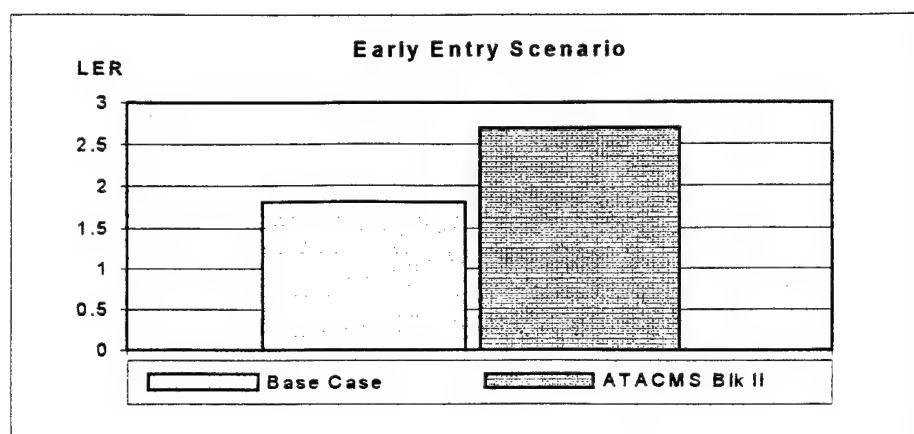 Early Entry Scenario
LER
3
2.5
2
1.5
1
0.5
0
Base Case
ATACMS Blk II